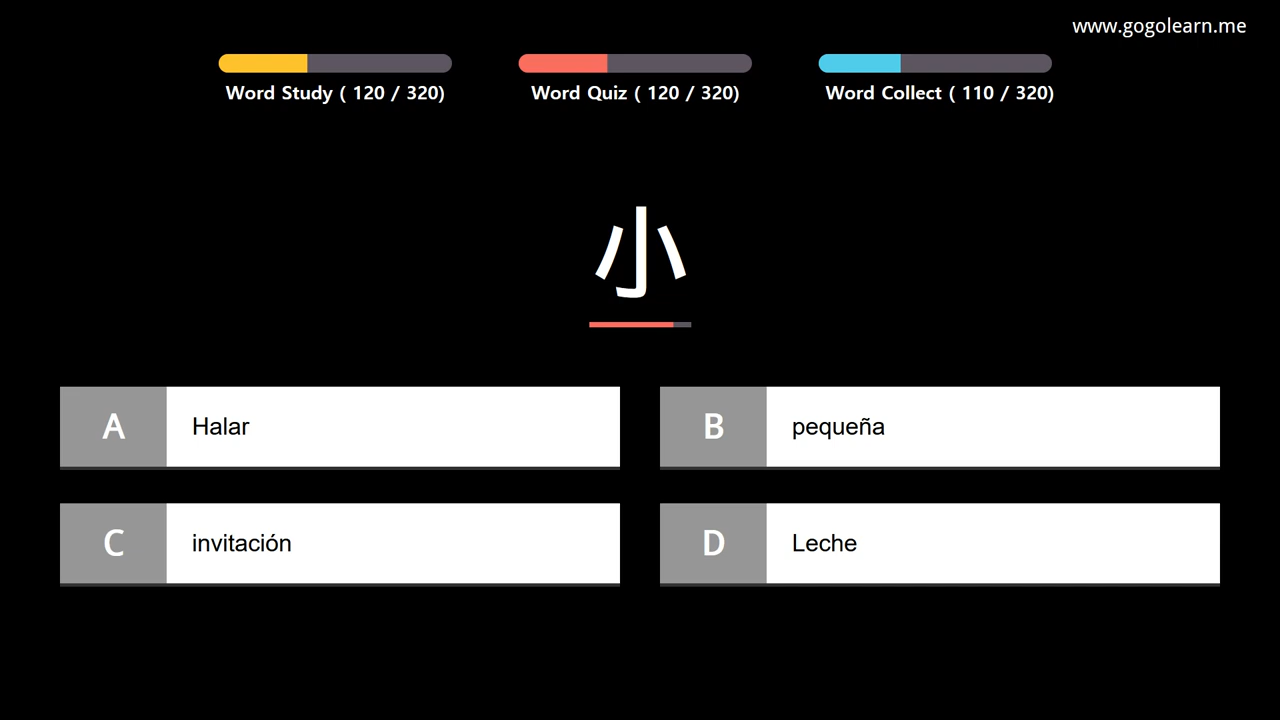 www.gogolearn.me
Word Study ( 120 / 320)
Word Quiz ( 120 / 320)
Word Collect ( 110 / 320)
小
A Halar
B pequeña
C invitación
D Leche